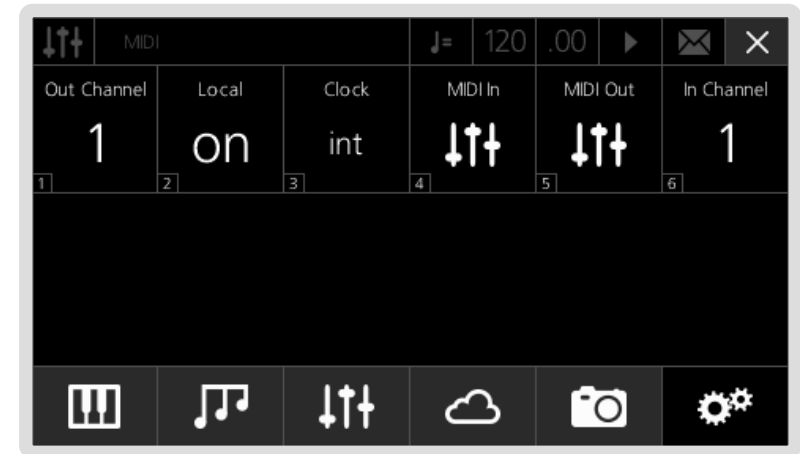 MIDI ♩= 120 .00
Out Channel Local Clock MIDI In MIDI Out In Channel
1 on int 1
1 2 3 4 5 6